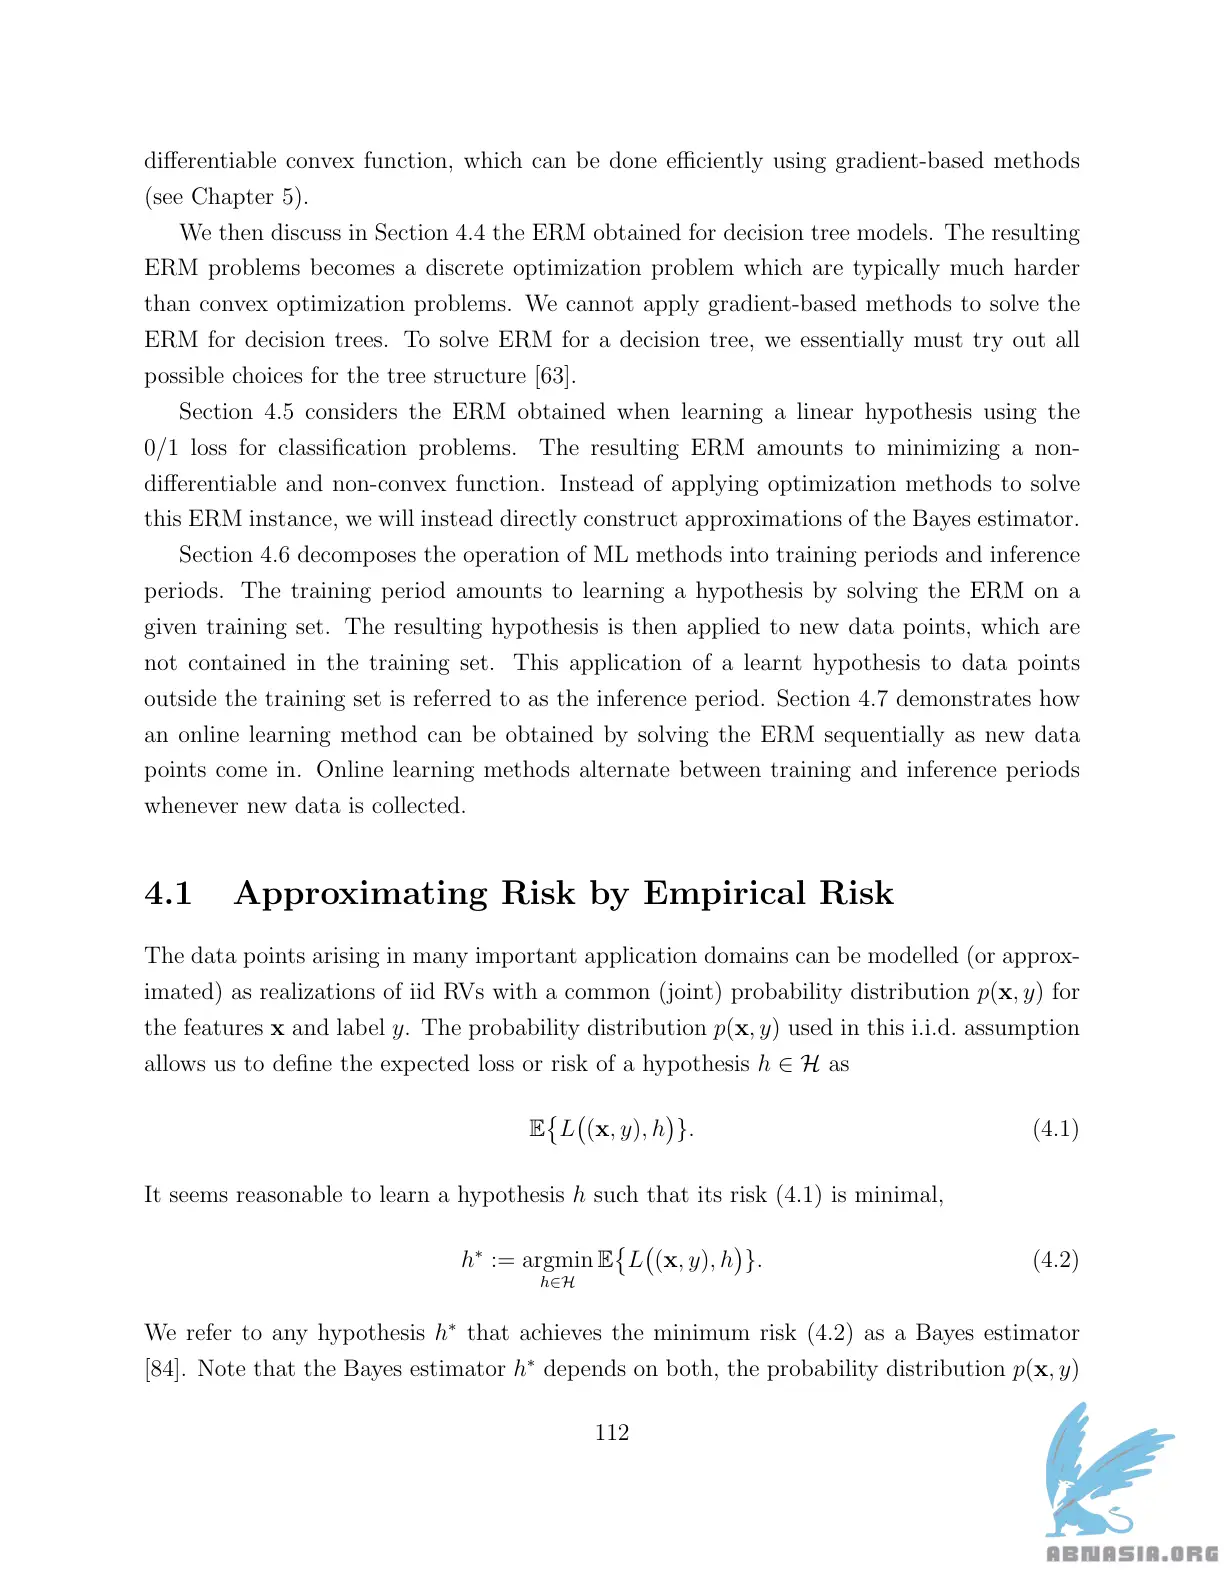 differentiable convex function, which can be done efficiently using gradient-based methods
(see Chapter 5).
We then discuss in Section 4.4 the ERM obtained for decision tree models. The resulting
ERM problems becomes a discrete optimization problem which are typically much harder
than convex optimization problems. We cannot apply gradient-based methods to solve the
ERM for decision trees. To solve ERM for a decision tree, we essentially must try out all
possible choices for the tree structure [63].
Section 4.5 considers the ERM obtained when learning a linear hypothesis using the
0/1 loss for classification problems. The resulting ERM amounts to minimizing a non-
differentiable and non-convex function. Instead of applying optimization methods to solve
this ERM instance, we will instead directly construct approximations of the Bayes estimator.
Section 4.6 decomposes the operation of ML methods into training periods and inference
periods. The training period amounts to learning a hypothesis by solving the ERM on a
given training set. The resulting hypothesis is then applied to new data points, which are
not contained in the training set. This application of a learnt hypothesis to data points
outside the training set is referred to as the inference period. Section 4.7 demonstrates how
an online learning method can be obtained by solving the ERM sequentially as new data
points come in. Online learning methods alternate between training and inference periods
whenever new data is collected.
4.1 Approximating Risk by Empirical Risk
The data points arising in many important application domains can be modelled (or approx-
imated) as realizations of iid RVs with a common (joint) probability distribution p(x, y) for
the features x and label y. The probability distribution p(x, y) used in this i.i.d. assumption
allows us to define the expected loss or risk of a hypothesis h ∈ ℋ as
𝔼{L((x, y), h)}. (4.1)
It seems reasonable to learn a hypothesis h such that its risk (4.1) is minimal,
h* := argmin 𝔼{L((x, y), h)}. (4.2)
h∈ℋ
We refer to any hypothesis h* that achieves the minimum risk (4.2) as a Bayes estimator
[84]. Note that the Bayes estimator h* depends on both, the probability distribution p(x, y)
112
ABNASIA.ORG